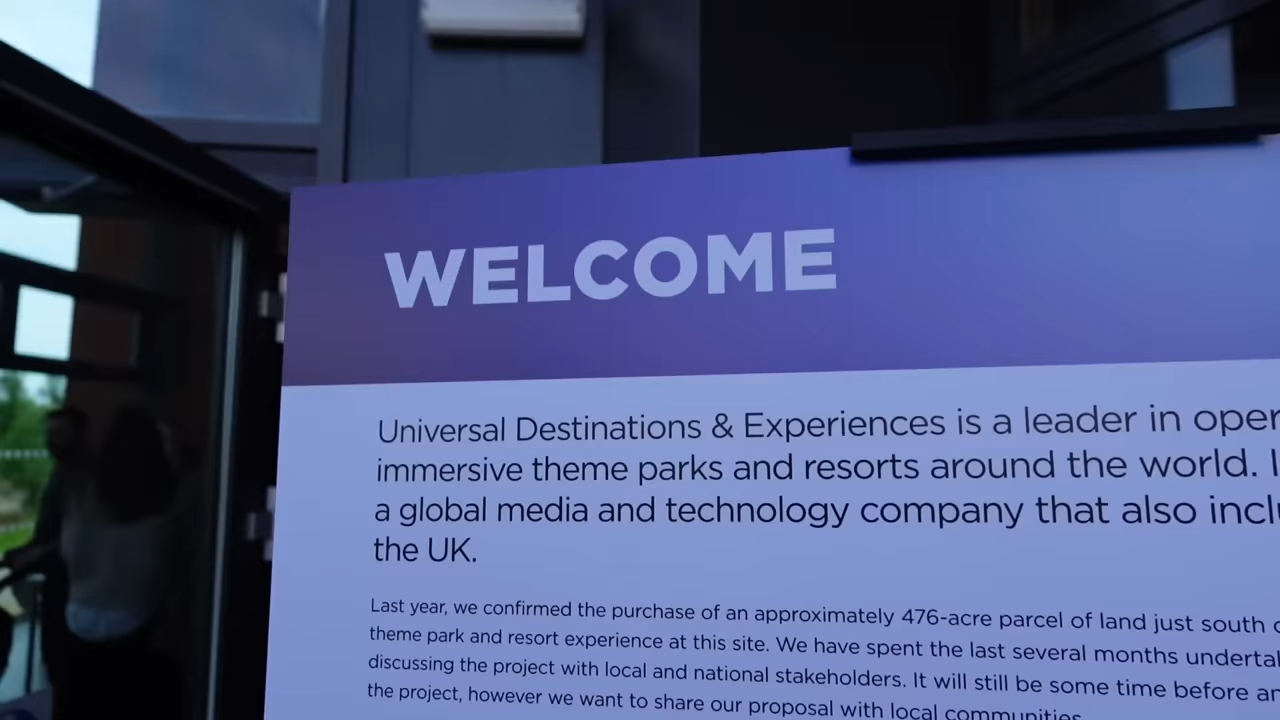 WELCOME
Universal Destinations & Experiences is a leader in
immersive theme parks and resorts around the world.
a global media and technology company that also
the UK.
Last year, we confirmed the purchase of an approximately 476-acre parcel of land just south
theme park and resort experience at this site. We have spent the last several months
discussing the project with local and national stakeholders. It will still be some time before
the project, however we want to share our proposal with local communities.